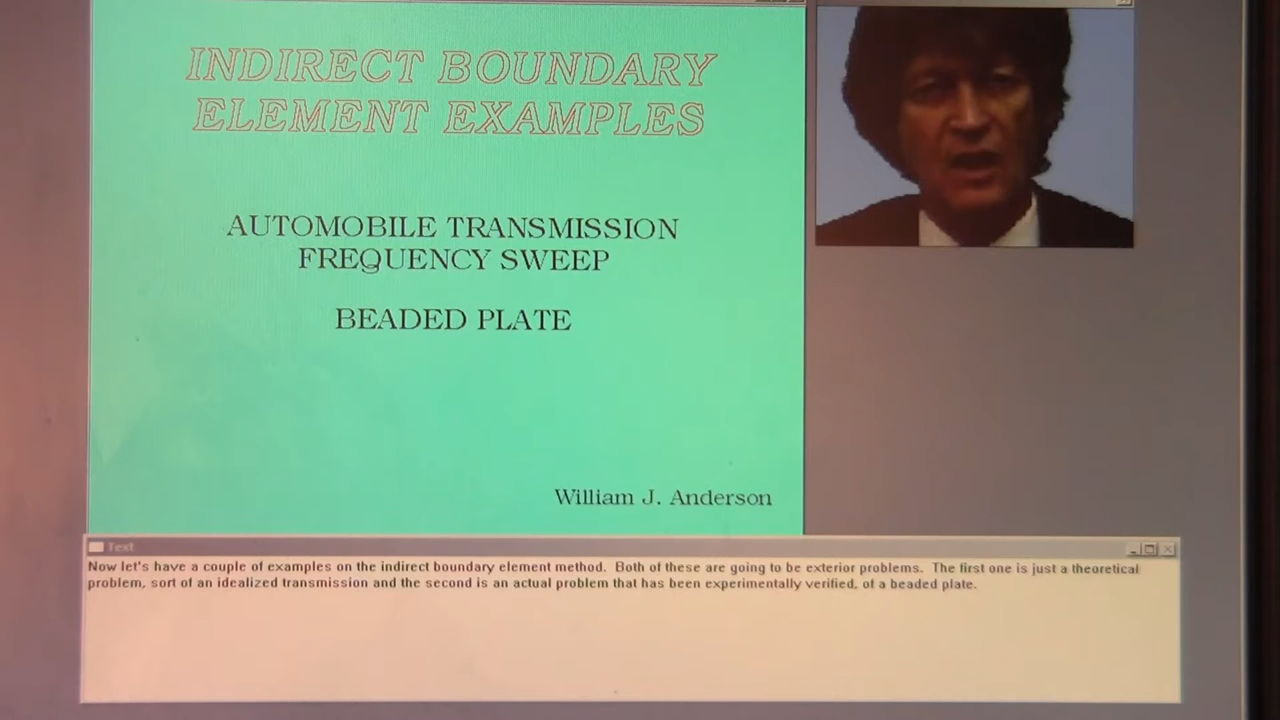 INDIRECT BOUNDARY
ELEMENT EXAMPLES
AUTOMOBILE TRANSMISSION
FREQUENCY SWEEP
BEADED PLATE
William J. Anderson
Text
Now let's have a couple of examples on the indirect boundary element method. Both of these are going to be exterior problems. The first one is just a theoretical
problem, sort of an idealized transmission and the second is an actual problem that has been experimentally verified, of a beaded plate.